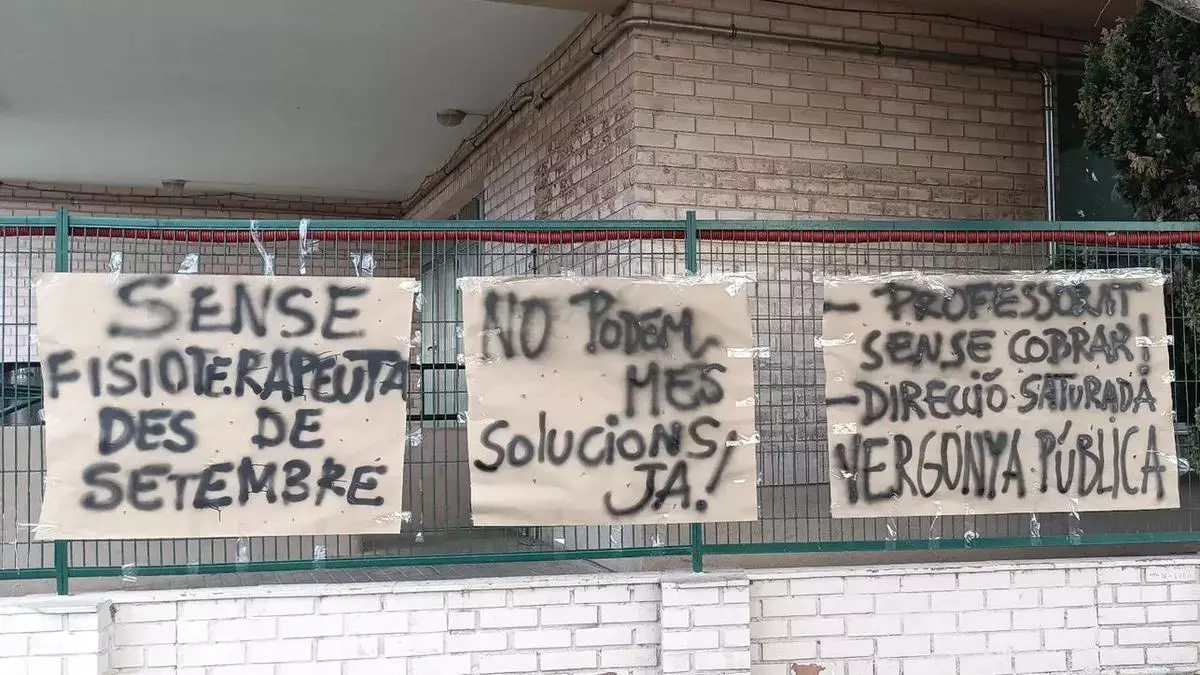 SENSE
FISIOTERAPEUTA
DES DE
SETEMBRE
NO PODEM
MES
SOLUCIONS
JA!
- PROFESSORAT
SENSE COBRAR!
- DIRECCIÓ SATURADA
VERGONYA PÚBLICA